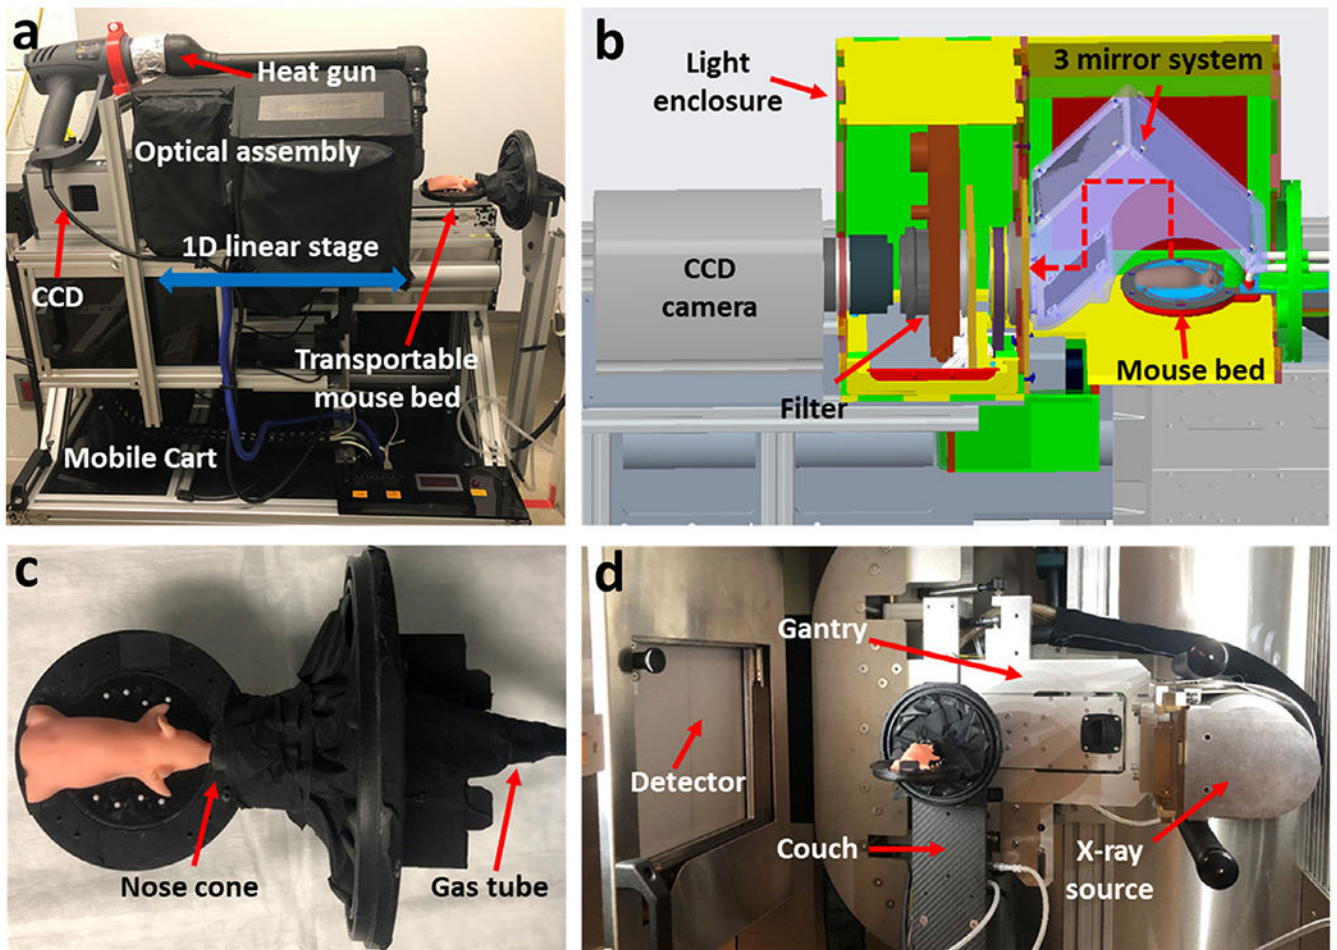 a
Heat gun
Optical assembly
1D linear stage
CCD
Transportable
mouse bed
Mobile Cart
b
Light
enclosure
3 mirror system
CCD
camera
Filter
Mouse bed
c
Nose cone
Gas tube
d
Gantry
Detector
Couch
X-ray
source